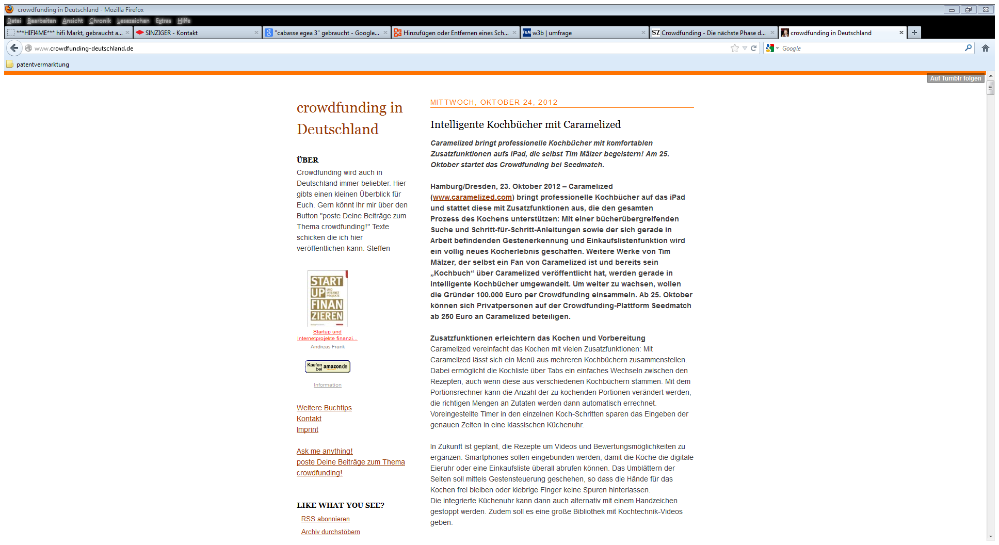 crowdfunding in Deutschland - Mozilla Firefox
Datei Bearbeiten Ansicht Chronik Lesezeichen Extras Hilfe
***HIFI4ME*** hifi Markt, gebraucht a...
SINZIGER - Kontakt
"cabasse egea 3" gebraucht - Google...
Hinzufügen oder Entfernen eines Sch...
F&M w3b | umfrage
SZ Crowdfunding - Die nächste Phase d...
crowdfunding in Deutschland
www.crowdfunding-deutschland.de
Google
patentvermarktung
Auf Tumblr folgen
crowdfunding in
Deutschland
ÜBER
Crowdfunding wird auch in
Deutschland immer beliebter. Hier
gibts einen kleinen Überblick für
Euch. Gern könnt Ihr mir über den
Button "poste Deine Beiträge zum
Thema crowdfunding!" Texte
schicken die ich hier
veröffentlichen kann. Steffen
START
UP UND INTERNET PROJEKTE
FINAN
ZIEREN
Startup und
Internetprojekte finanzi...
Andreas Frank
Kaufen bei amazon.de
Information
Weitere Buchtips
Kontakt
Imprint
Ask me anything!
poste Deine Beiträge zum Thema
crowdfunding!
LIKE WHAT YOU SEE?
RSS abonnieren
Archiv durchstöbern
MITTWOCH, OKTOBER 24, 2012
Intelligente Kochbücher mit Caramelized
Caramelized bringt professionelle Kochbücher mit komfortablen
Zusatzfunktionen aufs iPad, die selbst Tim Mälzer begeistern! Am 25.
Oktober startet das Crowdfunding bei Seedmatch.
Hamburg/Dresden, 23. Oktober 2012 – Caramelized
(www.caramelized.com) bringt professionelle Kochbücher auf das iPad
und stattet diese mit Zusatzfunktionen aus, die den gesamten
Prozess des Kochens unterstützen: Mit einer bücherübergreifenden
Suche und Schritt-für-Schritt-Anleitungen sowie der sich gerade in
Arbeit befindenden Gestenerkennung und Einkaufslistenfunktion wird
ein völlig neues Kocherlebnis geschaffen. Weitere Werke von Tim
Mälzer, der selbst ein Fan von Caramelized ist und bereits sein
„Kochbuch“ über Caramelized veröffentlicht hat, werden gerade in
intelligente Kochbücher umgewandelt. Um weiter zu wachsen, wollen
die Gründer 100.000 Euro per Crowdfunding einsammeln. Ab 25. Oktober
können sich Privatpersonen auf der Crowdfunding-Plattform Seedmatch
ab 250 Euro an Caramelized beteiligen.
Zusatzfunktionen erleichtern das Kochen und Vorbereitung
Caramelized vereinfacht das Kochen mit vielen Zusatzfunktionen: Mit
Caramelized lässt sich ein Menü aus mehreren Kochbüchern zusammenstellen.
Dabei ermöglicht die Kochliste über Tabs ein einfaches Wechseln zwischen den
Rezepten, auch wenn diese aus verschiedenen Kochbüchern stammen. Mit dem
Portionsrechner kann die Anzahl der zu kochenden Portionen verändert werden,
die richtigen Mengen an Zutaten werden dann automatisch errechnet.
Voreingestellte Timer in den einzelnen Koch-Schritten sparen das Eingeben der
genauen Zeiten in eine klassischen Küchenuhr.
In Zukunft ist geplant, die Rezepte um Videos und Bewertungsmöglichkeiten zu
ergänzen. Smartphones sollen eingebunden werden, damit die Köche die digitale
Eieruhr oder eine Einkaufsliste überall abrufen können. Das Umblättern der
Seiten soll mittels Gestensteuerung geschehen, so dass die Hände für das
Kochen frei bleiben oder klebrige Finger keine Spuren hinterlassen.
Die integrierte Küchenuhr kann dann auch alternativ mit einem Handzeichen
gestoppt werden. Zudem soll es eine große Bibliothek mit Kochtechnik-Videos
geben.